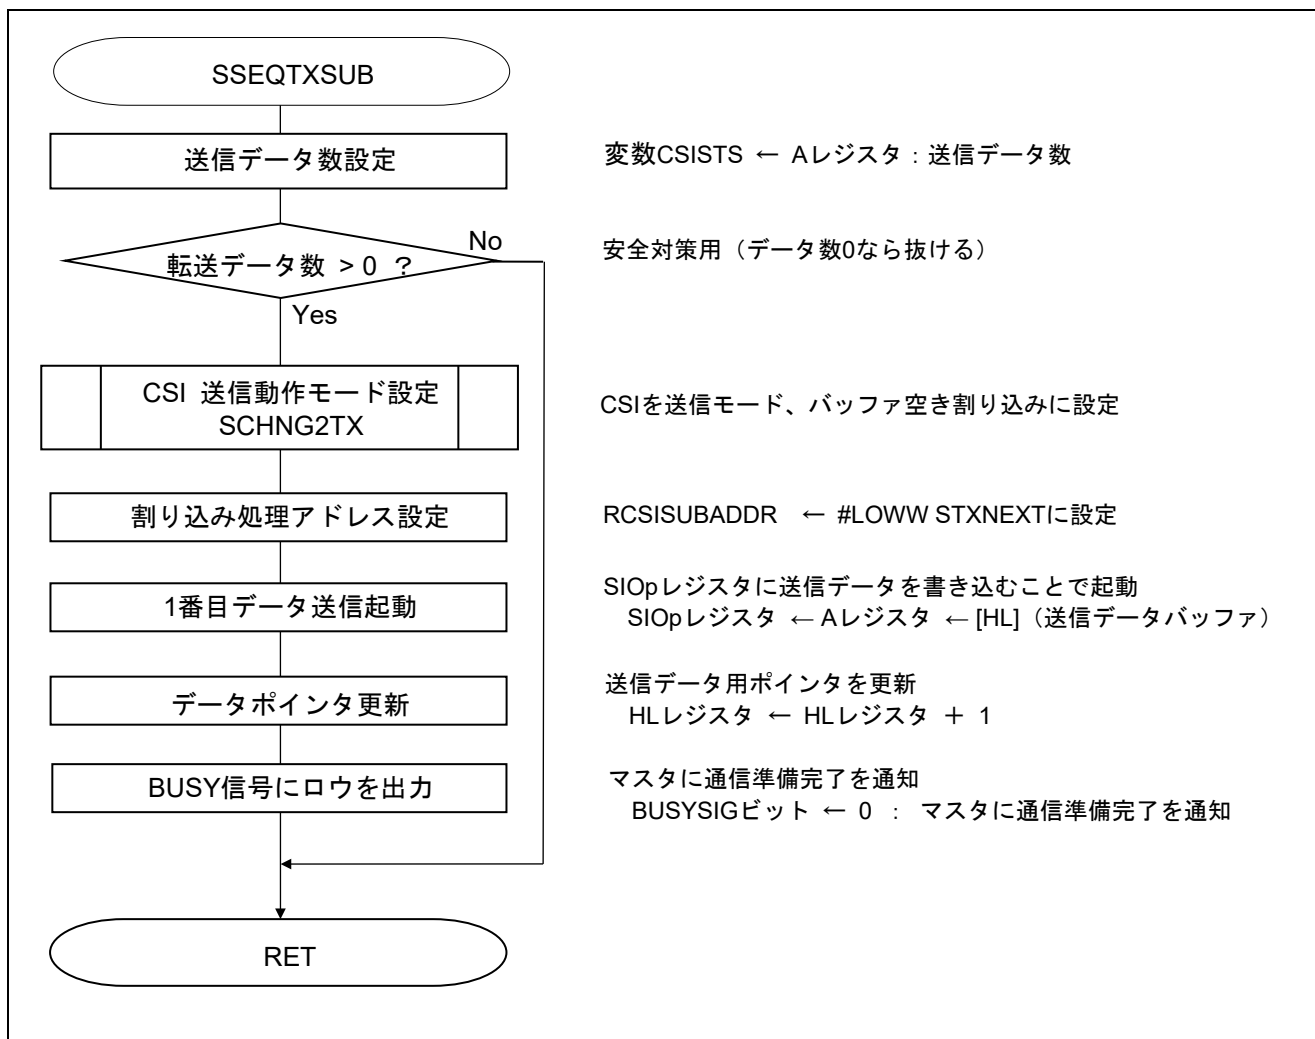 SSEQTXSUB
送信データ数設定
変数CSISTS ← Aレジスタ：送信データ数
転送データ数 > 0 ？
No
安全対策用（データ数0なら抜ける）
Yes
CSI 送信動作モード設定
SCHNG2TX
CSIを送信モード、バッファ空き割り込みに設定
割り込み処理アドレス設定
RCSISUBADDR ← #LOWW STXNEXTに設定
1番目データ送信起動
SIOpレジスタに送信データを書き込むことで起動
SIOpレジスタ ← Aレジスタ ← [HL]（送信データバッファ）
データポインタ更新
送信データ用ポインタを更新
HLレジスタ ← HLレジスタ ＋ 1
BUSY信号にロウを出力
マスタに通信準備完了を通知
BUSYSIGビット ← 0 ： マスタに通信準備完了を通知
RET